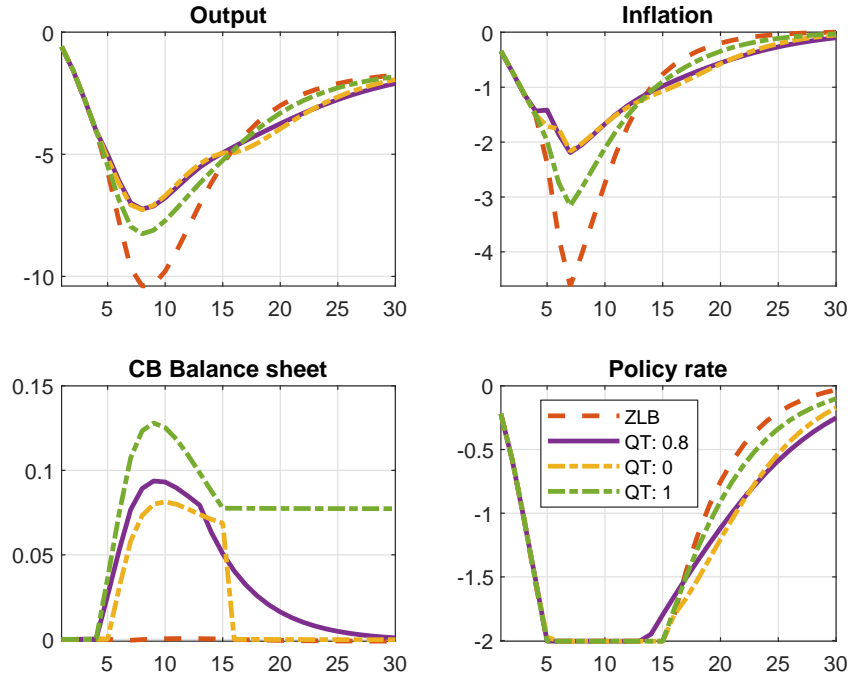 Output
0
-5
-10
5 10 15 20 25 30
Inflation
0
-1
-2
-3
-4
5 10 15 20 25 30
CB Balance sheet
0.15
0.1
0.05
0
5 10 15 20 25 30
Policy rate
0
-0.5
-1
-1.5
-2
ZLB
QT: 0.8
QT: 0
QT: 1
5 10 15 20 25 30